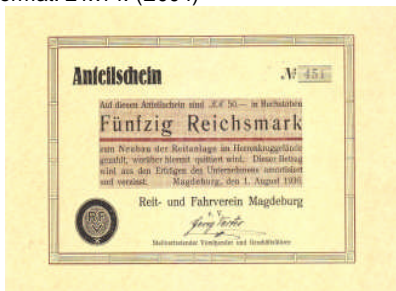 Anteilschein № 451
Auf diesen Anteilschein sind RM 50.— in Buchstaben
Fünfzig Reichsmark
zum Neubau der Reitanlage im Herrenkruggelände
gezahlt, worüber hiermit quittiert wird. Dieser Betrag
wird aus den Erträgen des Unternehmens amortisiert
und verzinst. Magdeburg, den 1. August 1936.
Reit- und Fahrverein Magdeburg
e. V.
Stellvertretender Vorsitzender und Geschäftsführer